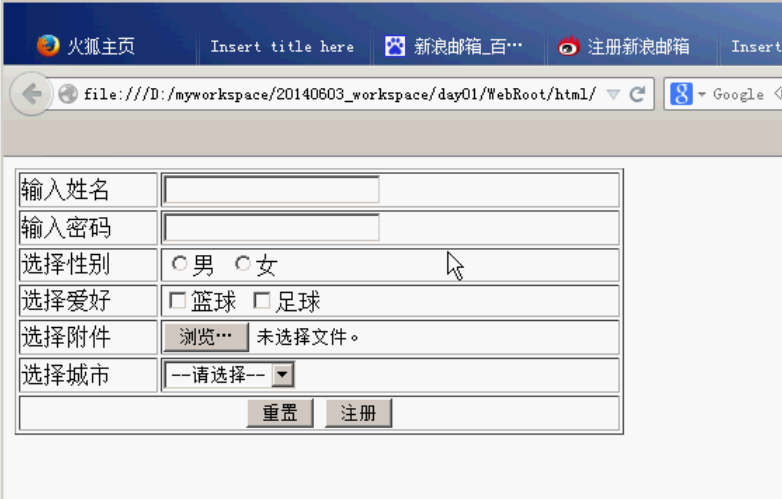 火狐主页 Insert title here 新浪邮箱_百… 注册新浪邮箱 Insert
file:///D:/myworkspace/20140603_workspace/day01/WebRoot/html/ Google
输入姓名
输入密码
选择性别 男 女
选择爱好 篮球 足球
选择附件 浏览… 未选择文件。
选择城市 --请选择--
重置 注册